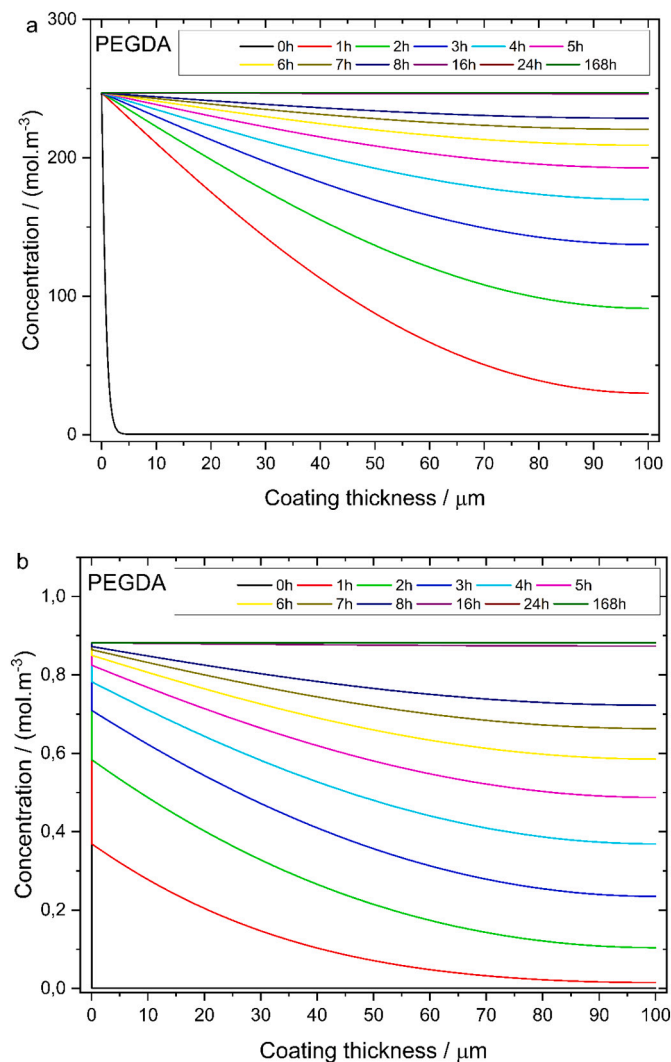 a
PEGDA
0h 1h 2h 3h 4h 5h
6h 7h 8h 16h 24h 168h
300
200
100
0
Concentration / (mol.m⁻³)
0 10 20 30 40 50 60 70 80 90 100
Coating thickness / μm
b
PEGDA
0h 1h 2h 3h 4h 5h
6h 7h 8h 16h 24h 168h
1,0
0,8
0,6
0,4
0,2
0,0
Concentration / (mol.m⁻³)
0 10 20 30 40 50 60 70 80 90 100
Coating thickness / μm